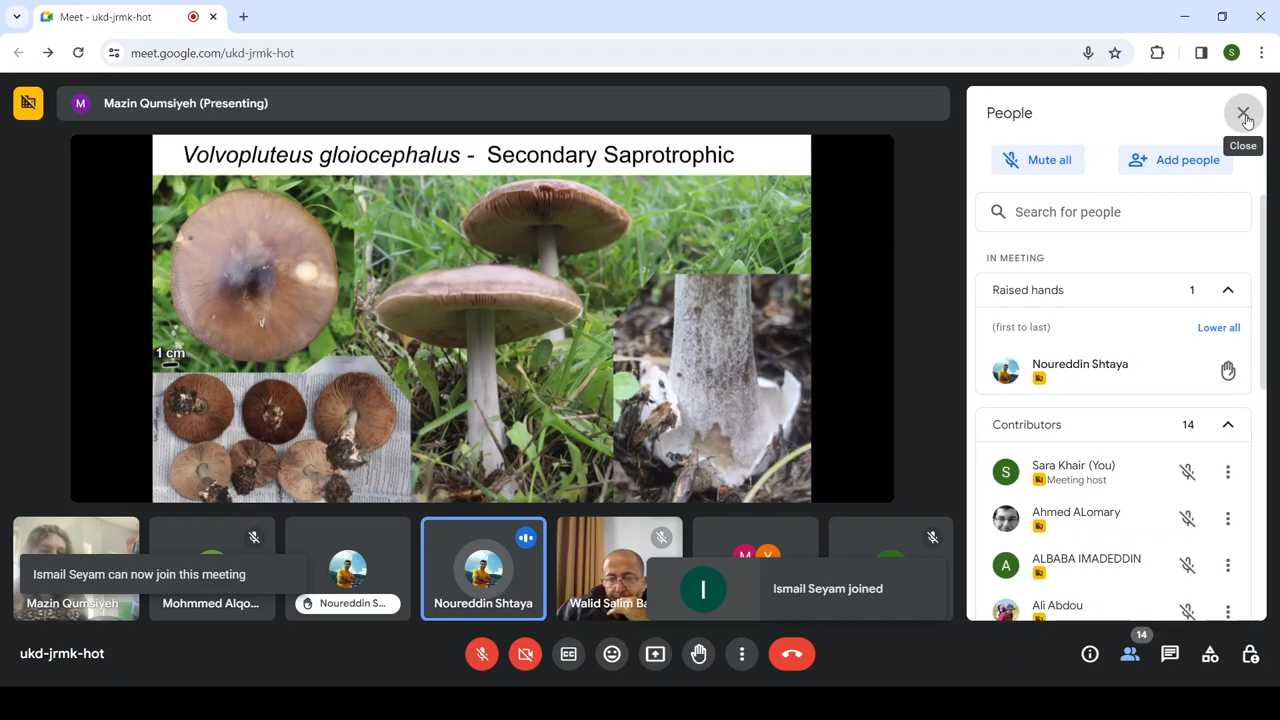 Meet - ukd-jrmk-hot
meet.google.com/ukd-jrmk-hot
S
M
Mazin Qumsiyeh (Presenting)
Volvopluteus gloiocephalus - Secondary Saprotrophic
1 cm
People
Close
Mute all
Add people
Search for people
IN MEETING
Raised hands 1
(first to last) Lower all
Noureddin Shtaya
Contributors 14
S
Sara Khair (You)
Meeting host
Ahmed ALomary
A
ALBABA IMADEDDIN
Ali Abdou
Ismail Seyam can now join this meeting
Mazin Qumsiyeh
Mohmmed Alqo...
Noureddin S...
Noureddin Shtaya
Walid Salim Ba
M Y
I
Ismail Seyam joined
ukd-jrmk-hot
14